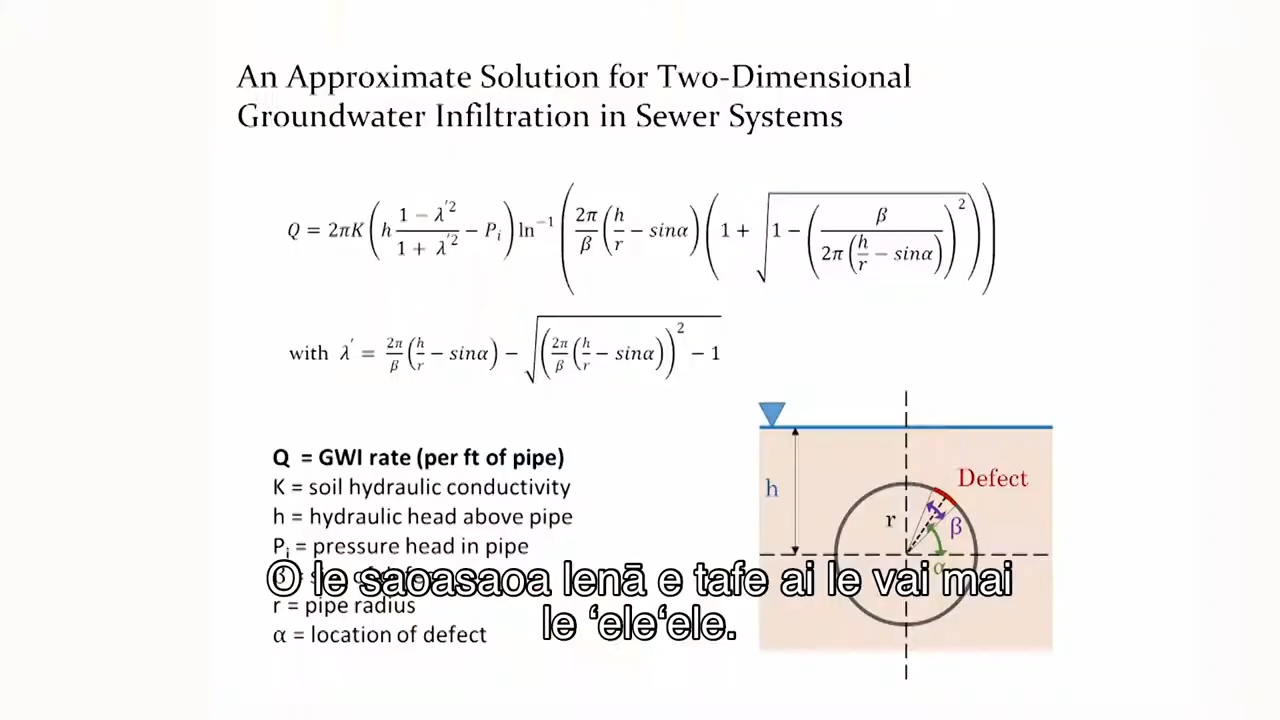 An Approximate Solution for Two-Dimensional
Groundwater Infiltration in Sewer Systems
Q = 2πK(h (1 − λ'²)/(1 + λ'²) − Pᵢ) ln⁻¹(2π/β (h/r − sinα)(1 + √(1 − (β/(2π(h/r − sinα)))²)))
with λ' = 2π/β (h/r − sinα) − √((2π/β (h/r − sinα))² − 1)
Q = GWI rate (per ft of pipe)
K = soil hydraulic conductivity
h = hydraulic head above pipe
Pᵢ = pressure head in pipe
r = pipe radius
α = location of defect
h
Defect
r
β
α
O le saoasaoa lenā e tafe ai le vai mai
le ʻeleʻele.